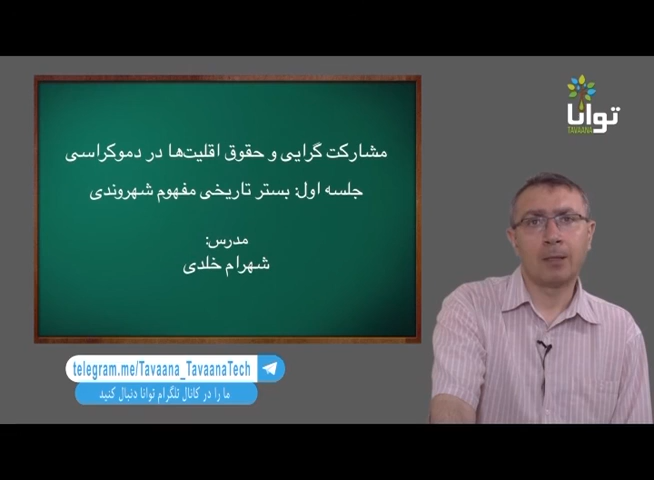 مشارکت گرایی و حقوق اقلیت‌ها در دموکراسی
جلسه اول: بستر تاریخی مفهوم شهروندی
مدرس:
شهرام خلدی
توانا
TAVAANA
telegram.me/Tavaana_TavaanaTech
ما را در کانال تلگرام توانا دنبال کنید